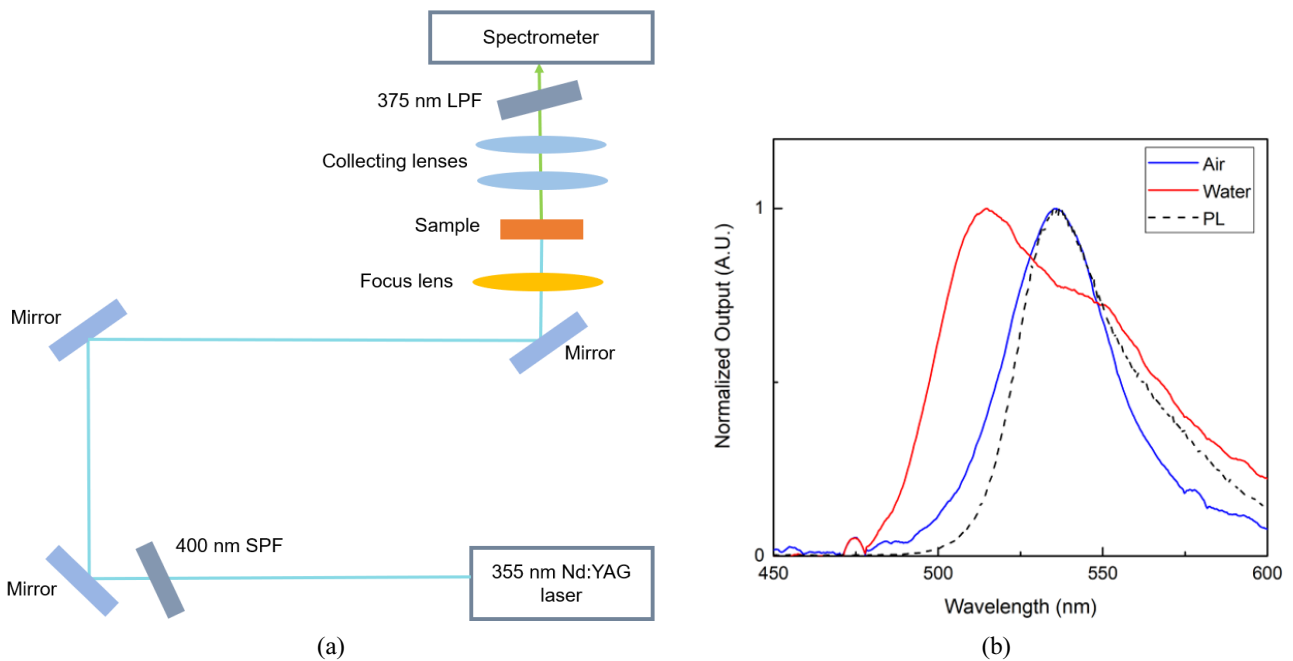 Spectrometer
375 nm LPF
Collecting lenses
Sample
Focus lens
Mirror
Mirror
400 nm SPF
Mirror
355 nm Nd:YAG
laser
(a)
Normalized Output (A.U.)
1
0
Air
Water
PL
450
500
550
600
Wavelength (nm)
(b)